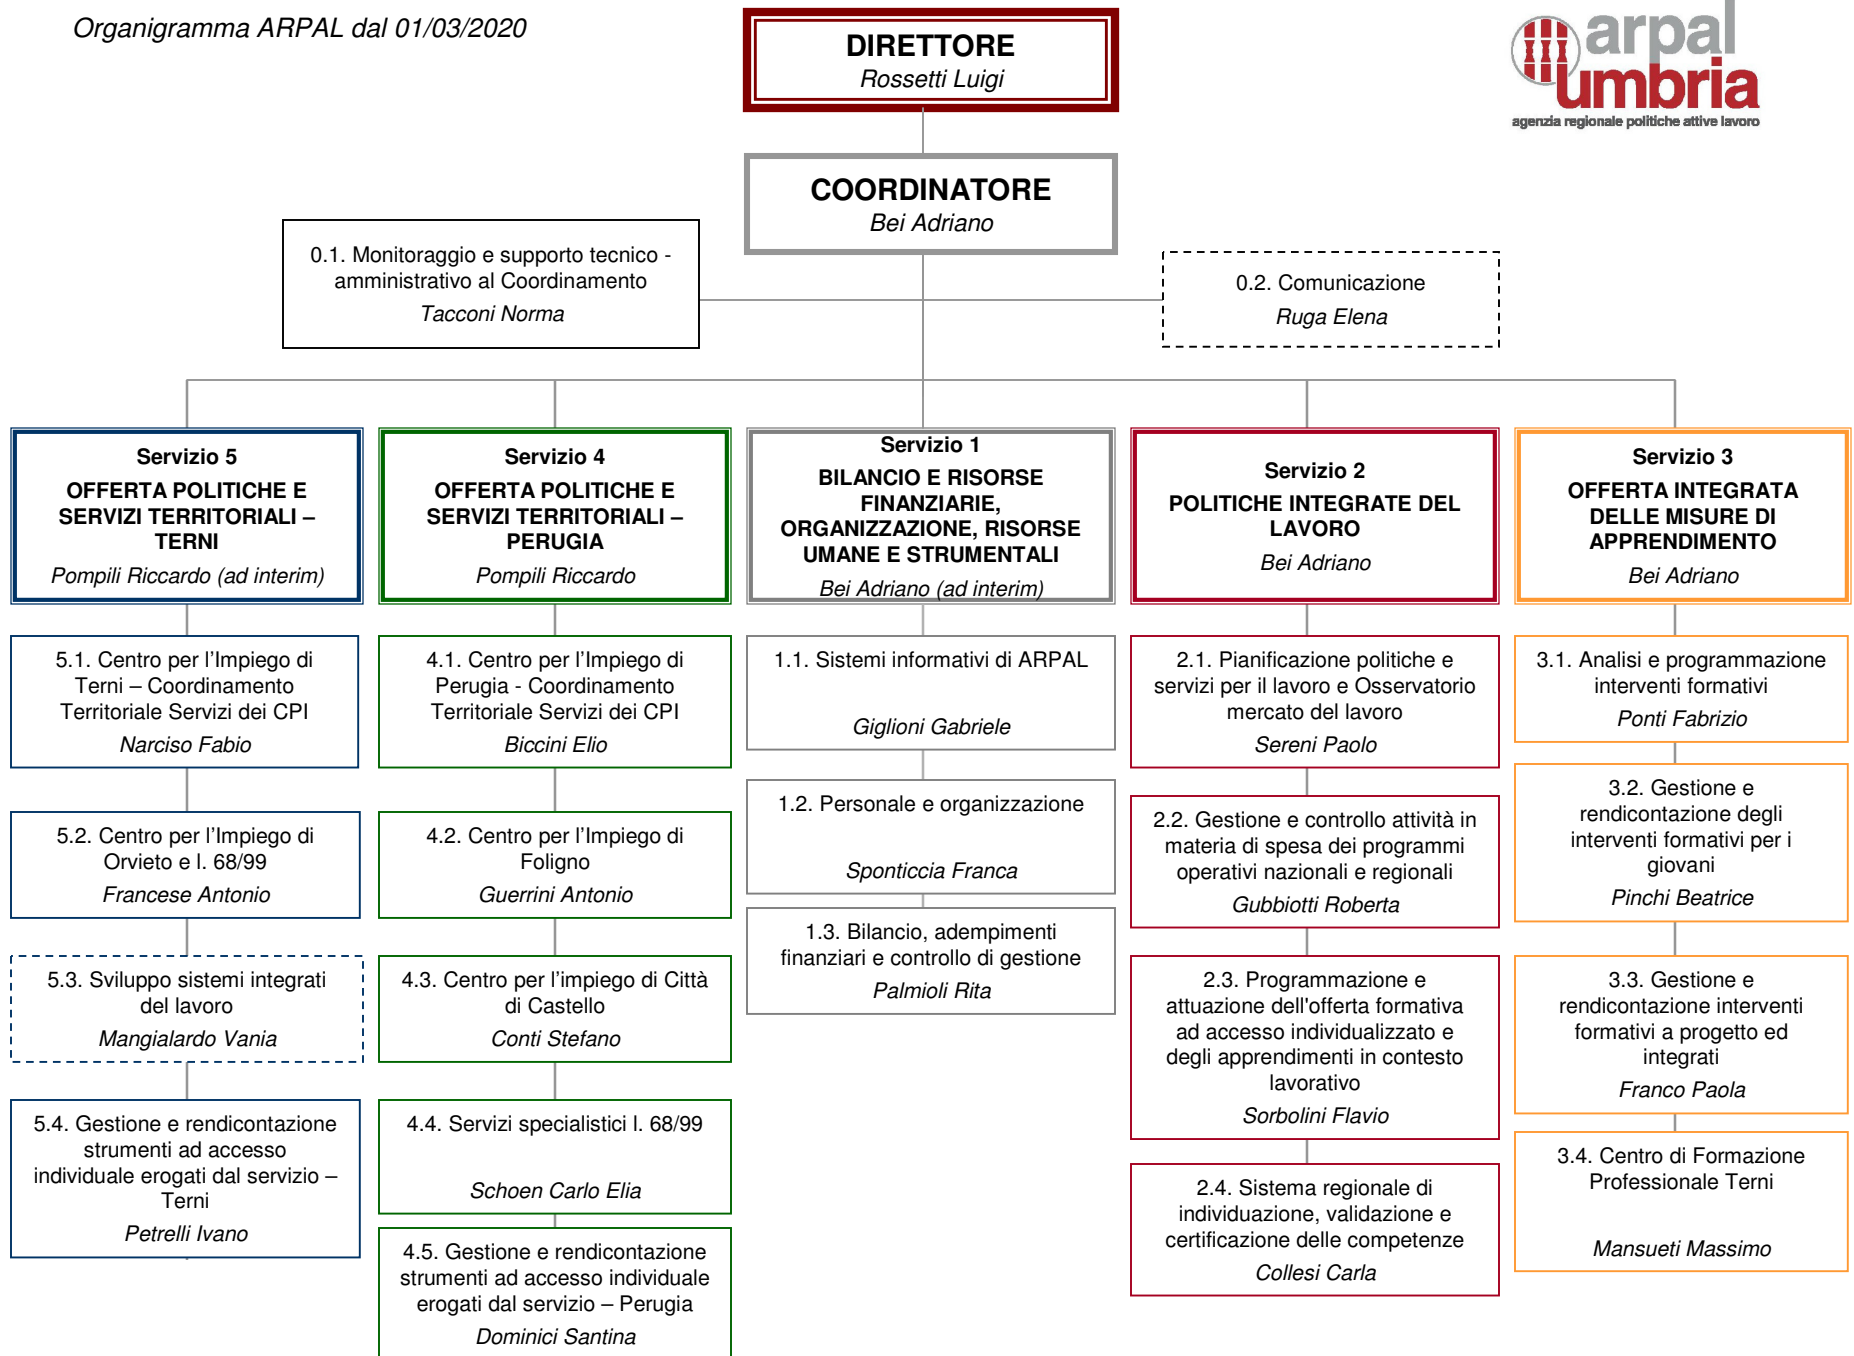 Organigramma ARPAL dal 01/03/2020
arpal
umbria
agenzia regionale politiche attive lavoro
DIRETTORE
Rossetti Luigi
COORDINATORE
Bei Adriano
0.1. Monitoraggio e supporto tecnico -
amministrativo al Coordinamento
Tacconi Norma
0.2. Comunicazione
Ruga Elena
Servizio 5
OFFERTA POLITICHE E
SERVIZI TERRITORIALI –
TERNI
Pompili Riccardo (ad interim)
5.1. Centro per l’Impiego di
Terni – Coordinamento
Territoriale Servizi dei CPI
Narciso Fabio
5.2. Centro per l’Impiego di
Orvieto e l. 68/99
Francese Antonio
5.3. Sviluppo sistemi integrati
del lavoro
Mangialardo Vania
5.4. Gestione e rendicontazione
strumenti ad accesso
individuale erogati dal servizio –
Terni
Petrelli Ivano
Servizio 4
OFFERTA POLITICHE E
SERVIZI TERRITORIALI –
PERUGIA
Pompili Riccardo
4.1. Centro per l’Impiego di
Perugia - Coordinamento
Territoriale Servizi dei CPI
Biccini Elio
4.2. Centro per l’Impiego di
Foligno
Guerrini Antonio
4.3. Centro per l’impiego di Città
di Castello
Conti Stefano
4.4. Servizi specialistici l. 68/99
Schoen Carlo Elia
4.5. Gestione e rendicontazione
strumenti ad accesso individuale
erogati dal servizio – Perugia
Dominici Santina
Servizio 1
BILANCIO E RISORSE
FINANZIARIE,
ORGANIZZAZIONE, RISORSE
UMANE E STRUMENTALI
Bei Adriano (ad interim)
1.1. Sistemi informativi di ARPAL
Giglioni Gabriele
1.2. Personale e organizzazione
Sponticcia Franca
1.3. Bilancio, adempimenti
finanziari e controllo di gestione
Palmioli Rita
Servizio 2
POLITICHE INTEGRATE DEL
LAVORO
Bei Adriano
2.1. Pianificazione politiche e
servizi per il lavoro e Osservatorio
mercato del lavoro
Sereni Paolo
2.2. Gestione e controllo attività in
materia di spesa dei programmi
operativi nazionali e regionali
Gubbiotti Roberta
2.3. Programmazione e
attuazione dell'offerta formativa
ad accesso individualizzato e
degli apprendimenti in contesto
lavorativo
Sorbolini Flavio
2.4. Sistema regionale di
individuazione, validazione e
certificazione delle competenze
Collesi Carla
Servizio 3
OFFERTA INTEGRATA
DELLE MISURE DI
APPRENDIMENTO
Bei Adriano
3.1. Analisi e programmazione
interventi formativi
Ponti Fabrizio
3.2. Gestione e
rendicontazione degli
interventi formativi per i
giovani
Pinchi Beatrice
3.3. Gestione e
rendicontazione interventi
formativi a progetto ed
integrati
Franco Paola
3.4. Centro di Formazione
Professionale Terni
Mansueti Massimo